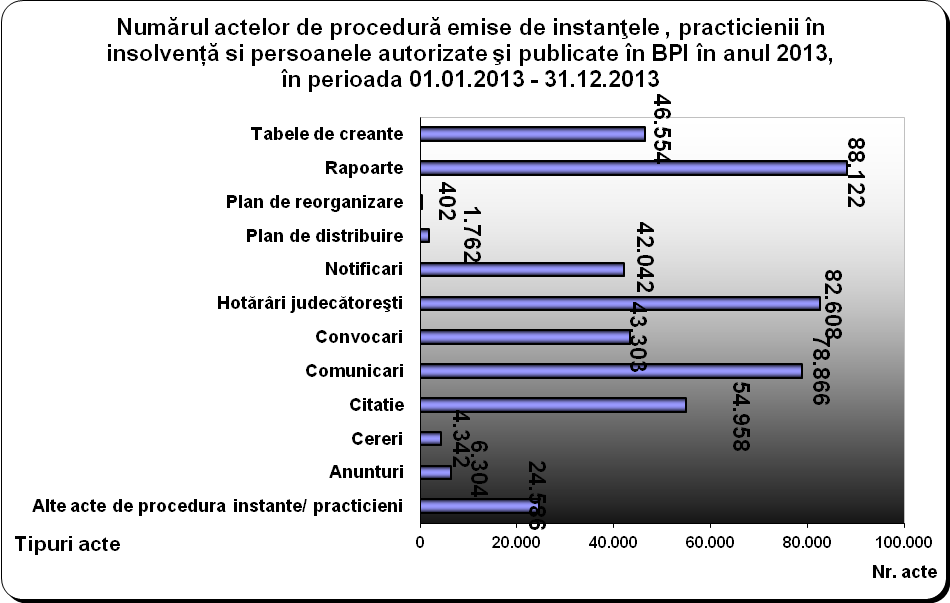 Numărul actelor de procedură emise de instanţele , practicienii în
insolvență si persoanele autorizate şi publicate în BPI în anul 2013,
în perioada 01.01.2013 - 31.12.2013
Tabele de creante
46.554
Rapoarte
88.122
Plan de reorganizare
402
Plan de distribuire
1.762
Notificari
42.042
Hotărâri judecătoreşti
82.608
Convocari
43.303
Comunicari
78.866
Citatie
54.958
Cereri
4.342
Anunturi
6.304
Alte acte de procedura instante/ practicieni
24.586
Tipuri acte
0 20.000 40.000 60.000 80.000 100.000
Nr. acte